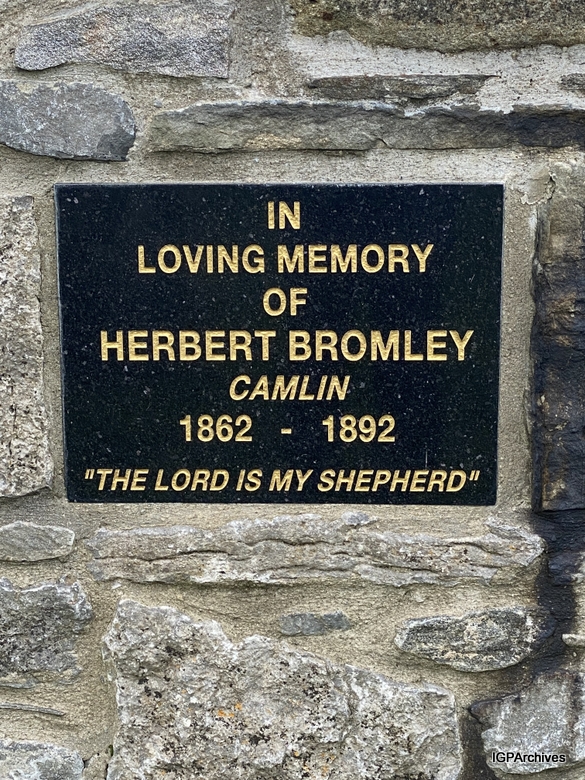 IN
LOVING MEMORY
OF
HERBERT BROMLEY
CAMLIN
1862 - 1892
"THE LORD IS MY SHEPHERD"
IGPArchives